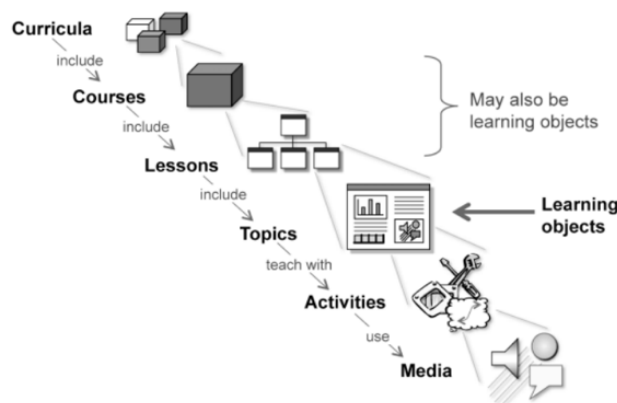 Curricula
include
Courses
include
Lessons
include
Topics
teach with
Activities
use
Media
May also be
learning objects
Learning
objects